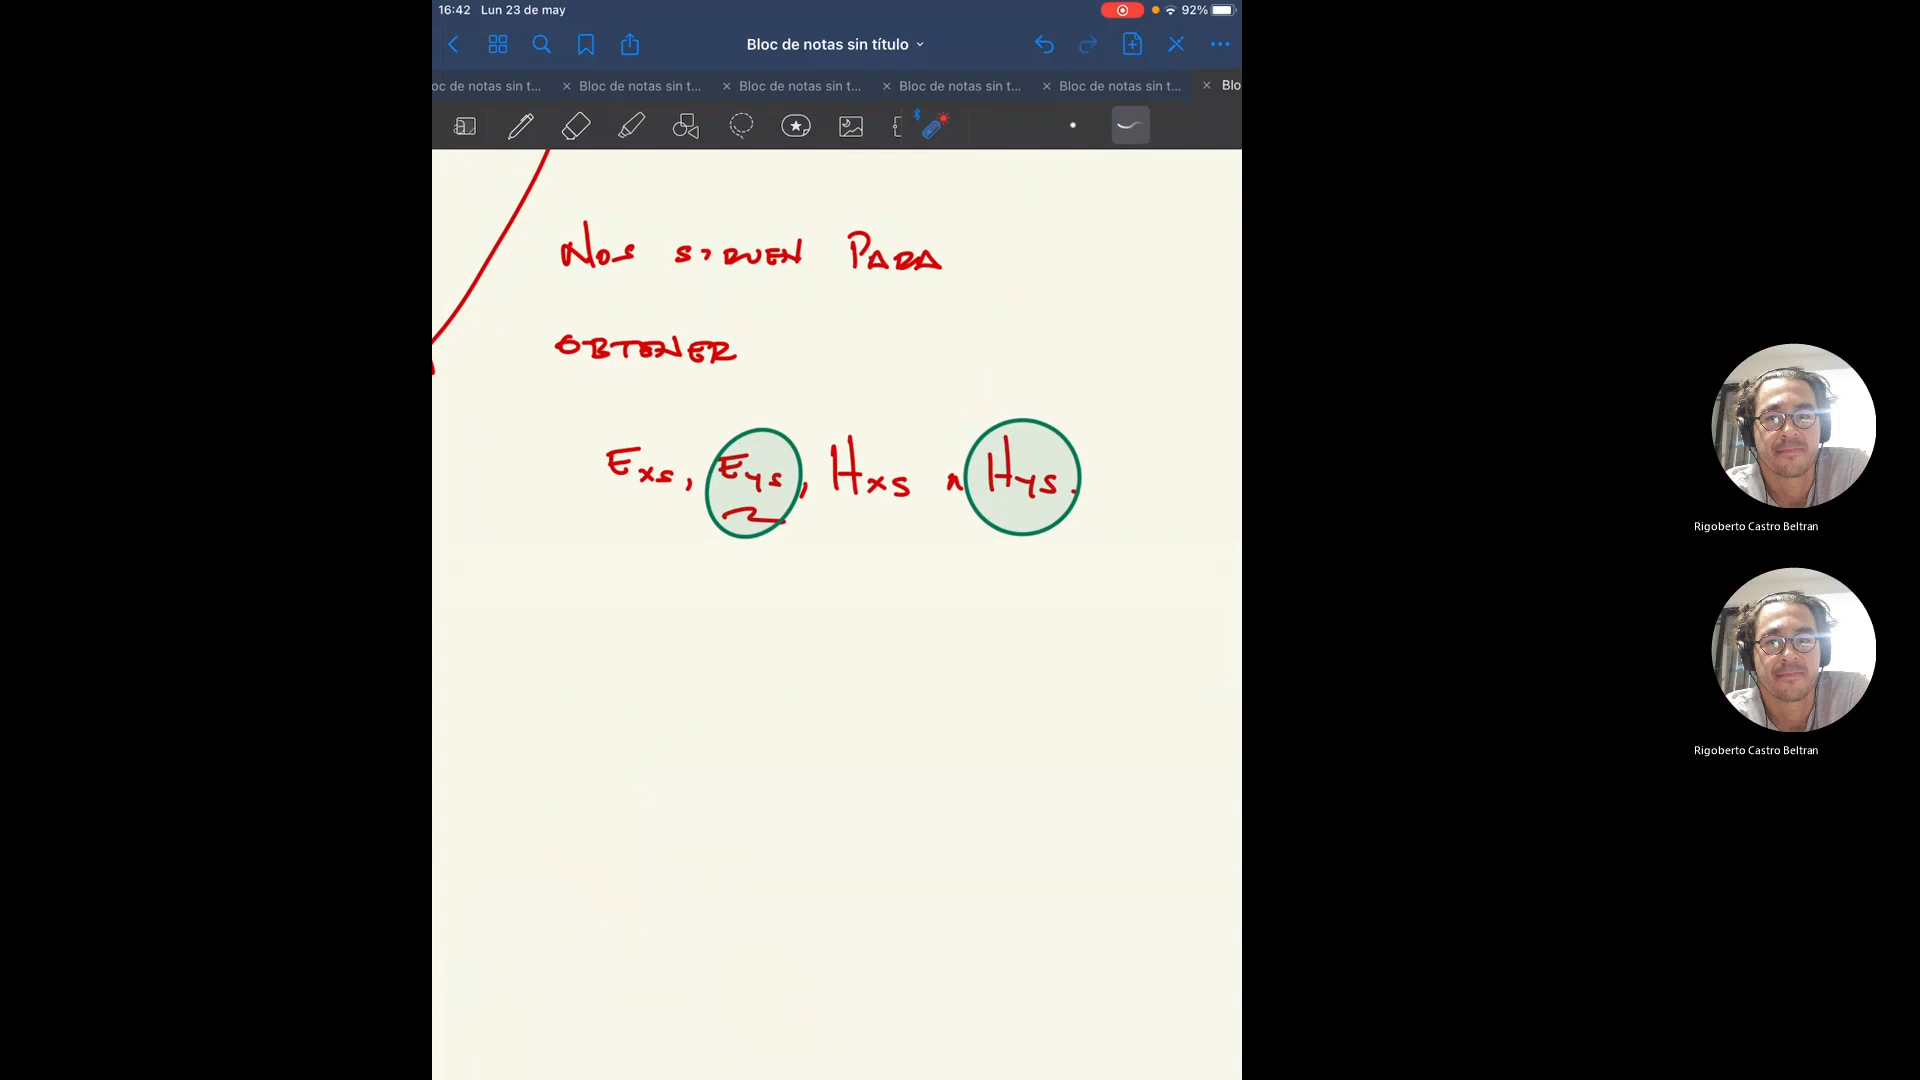 16:42 Lun 23 de may 92%
Bloc de notas sin título
oc de notas sin t... Bloc de notas sin t... Bloc de notas sin t... Bloc de notas sin t... Bloc de notas sin t... Blo
Nos sirven Para
obtener
Exs, Eys, Hxs Hys.
Rigoberto Castro Beltran
Rigoberto Castro Beltran